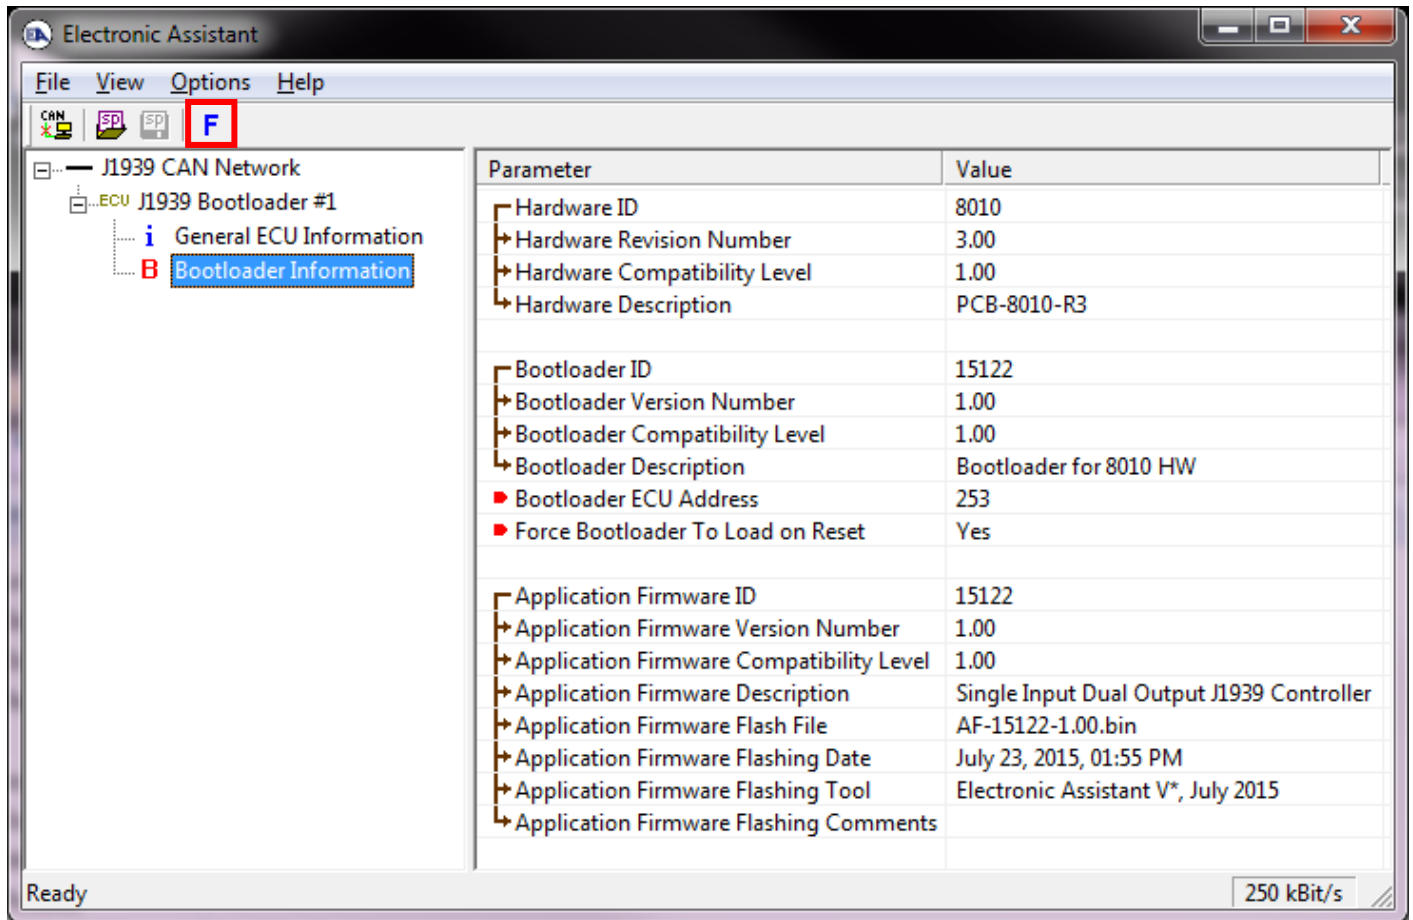 EA Electronic Assistant
File View Options Help
CAN SP SP F
J1939 CAN Network
ECU J1939 Bootloader #1
i General ECU Information
B Bootloader Information
Parameter Value
Hardware ID 8010
Hardware Revision Number 3.00
Hardware Compatibility Level 1.00
Hardware Description PCB-8010-R3
Bootloader ID 15122
Bootloader Version Number 1.00
Bootloader Compatibility Level 1.00
Bootloader Description Bootloader for 8010 HW
Bootloader ECU Address 253
Force Bootloader To Load on Reset Yes
Application Firmware ID 15122
Application Firmware Version Number 1.00
Application Firmware Compatibility Level 1.00
Application Firmware Description Single Input Dual Output J1939 Controller
Application Firmware Flash File AF-15122-1.00.bin
Application Firmware Flashing Date July 23, 2015, 01:55 PM
Application Firmware Flashing Tool Electronic Assistant V*, July 2015
Application Firmware Flashing Comments
Ready 250 kBit/s